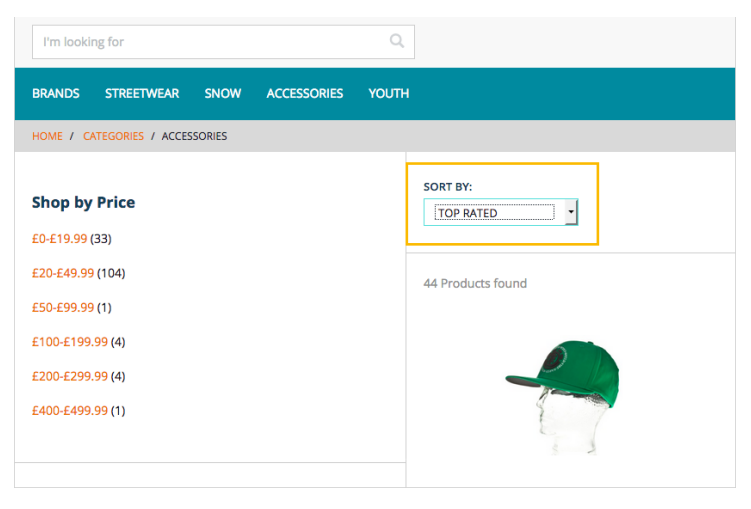 I'm looking for
BRANDS STREETWEAR SNOW ACCESSORIES YOUTH
HOME / CATEGORIES / ACCESSORIES
Shop by Price
£0-£19.99 (33)
£20-£49.99 (104)
£50-£99.99 (1)
£100-£199.99 (4)
£200-£299.99 (4)
£400-£499.99 (1)
SORT BY:
TOP RATED
44 Products found